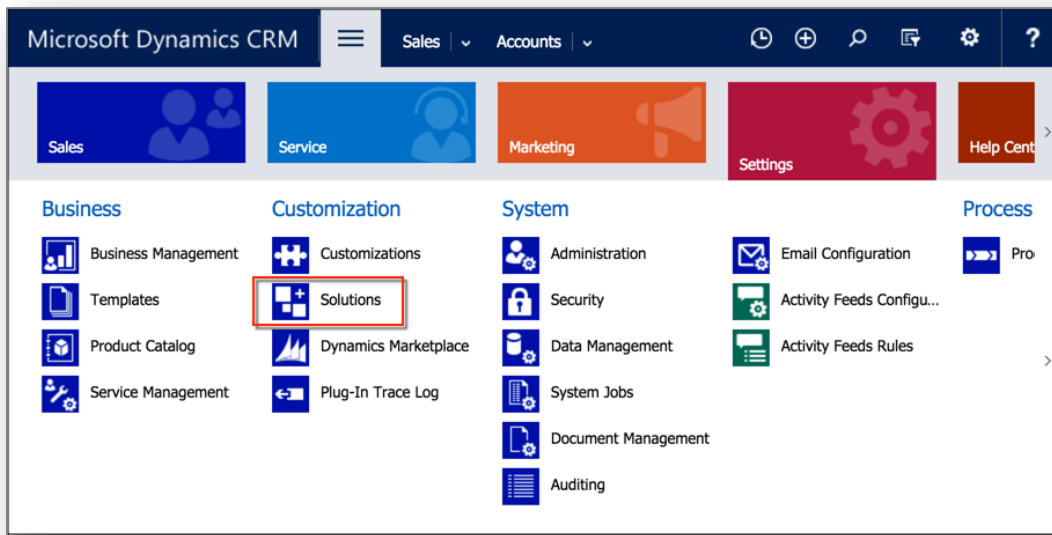 Microsoft Dynamics CRM Sales Accounts ?
Sales Service Marketing Settings Help Cent
Business Customization System Process
Business Management Customizations Administration Email Configuration Pro
Templates Solutions Security Activity Feeds Configu...
Product Catalog Dynamics Marketplace Data Management Activity Feeds Rules
Service Management Plug-In Trace Log System Jobs
Document Management
Auditing